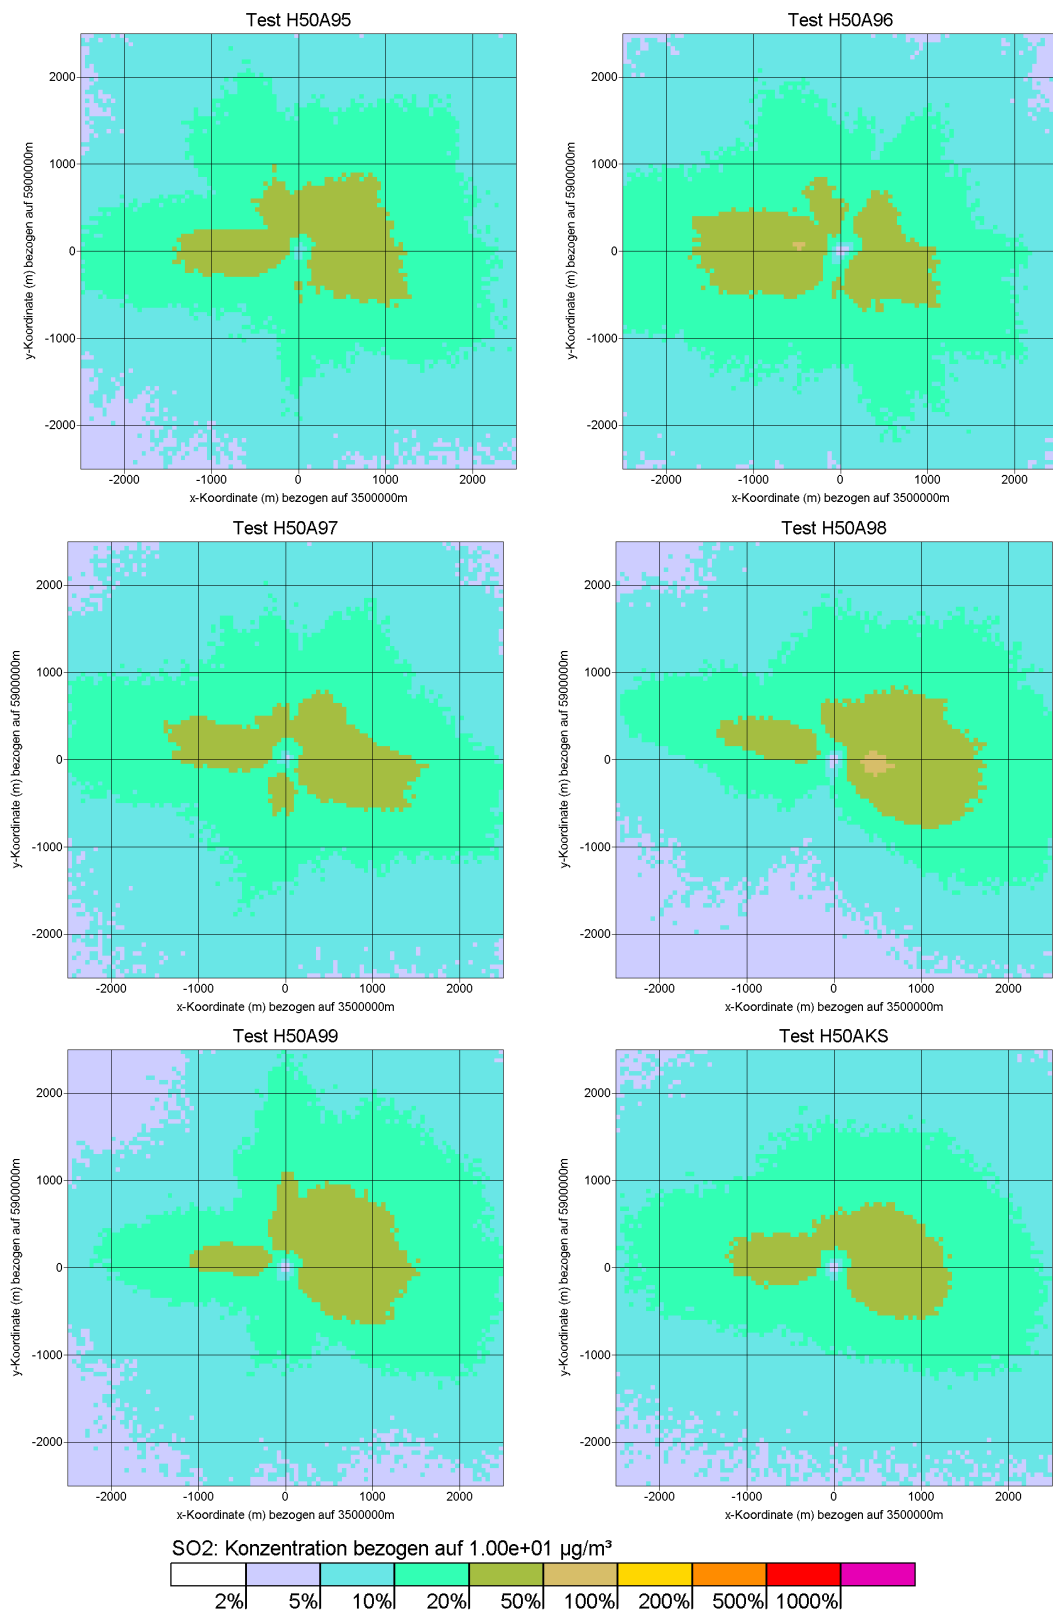 Test H50A95
y-Koordinate (m) bezogen auf 5900000m
2000
1000
0
-1000
-2000
-2000 -1000 0 1000 2000
x-Koordinate (m) bezogen auf 3500000m
Test H50A96
y-Koordinate (m) bezogen auf 5900000m
2000
1000
0
-1000
-2000
-2000 -1000 0 1000 2000
x-Koordinate (m) bezogen auf 3500000m
Test H50A97
y-Koordinate (m) bezogen auf 5900000m
2000
1000
0
-1000
-2000
-2000 -1000 0 1000 2000
x-Koordinate (m) bezogen auf 3500000m
Test H50A98
y-Koordinate (m) bezogen auf 5900000m
2000
1000
0
-1000
-2000
-2000 -1000 0 1000 2000
x-Koordinate (m) bezogen auf 3500000m
Test H50A99
y-Koordinate (m) bezogen auf 5900000m
2000
1000
0
-1000
-2000
-2000 -1000 0 1000 2000
x-Koordinate (m) bezogen auf 3500000m
Test H50AKS
y-Koordinate (m) bezogen auf 5900000m
2000
1000
0
-1000
-2000
-2000 -1000 0 1000 2000
x-Koordinate (m) bezogen auf 3500000m
SO2: Konzentration bezogen auf 1.00e+01 µg/m³
2% 5% 10% 20% 50% 100% 200% 500% 1000%